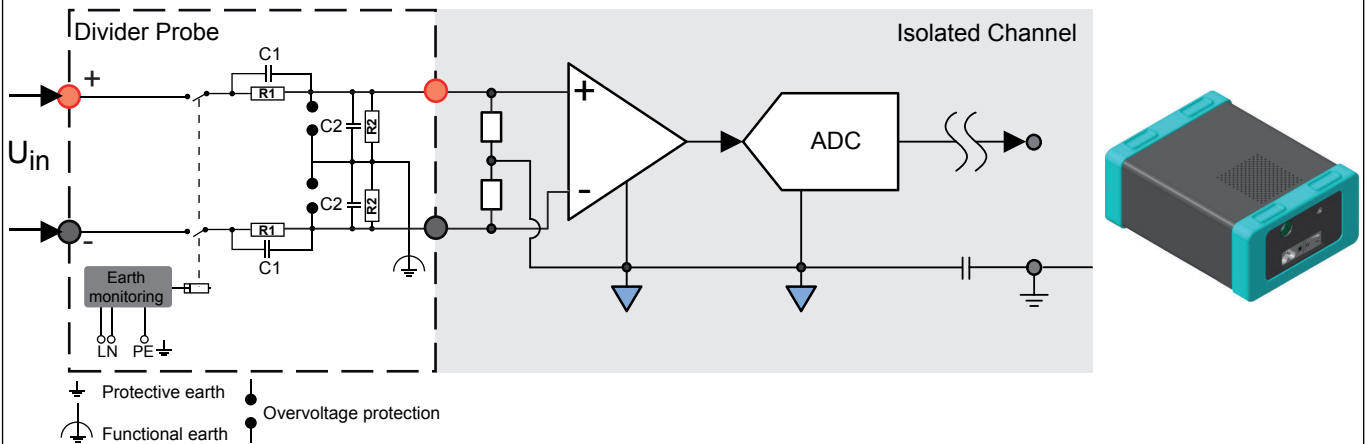 Divider Probe
Isolated Channel
C1
+
R1
+
C2
R2
ADC
Uin
-
C2
R2
-
R1
C1
Earth
monitoring
LN PE
Protective earth
Overvoltage protection
Functional earth